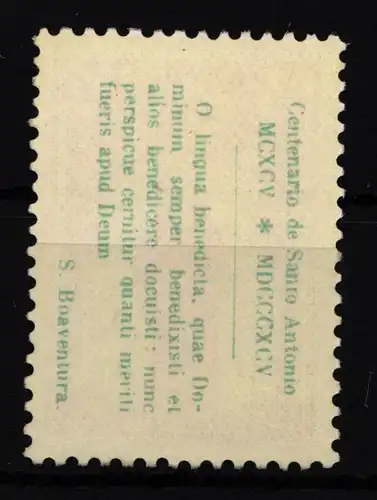 Centenario de Santo Antonio
MCXCV * MDCCCXCV
O lingua benedicta, quae Do-
minum semper benedixisti et
alios benedicere docuisti: nunc
perspicue cernitur quanti meriti
fueris apud Deum
S. Boaventura.